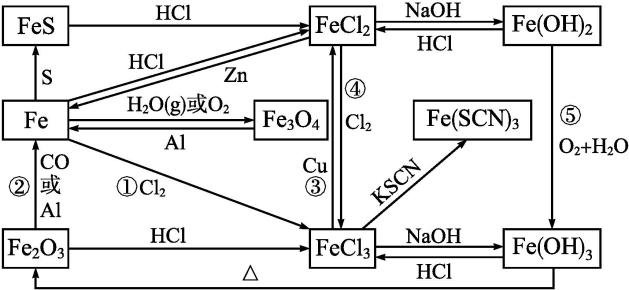 FeS
HCl
FeCl₂
NaOH
HCl
Fe(OH)₂
S
HCl
Zn
Fe
H₂O(g)或O₂
Al
Fe₃O₄
④
Cl₂
Fe(SCN)₃
⑤
O₂+H₂O
②
CO
或
Al
①Cl₂
Cu
③
KSCN
Fe₂O₃
HCl
FeCl₃
NaOH
HCl
Fe(OH)₃
△